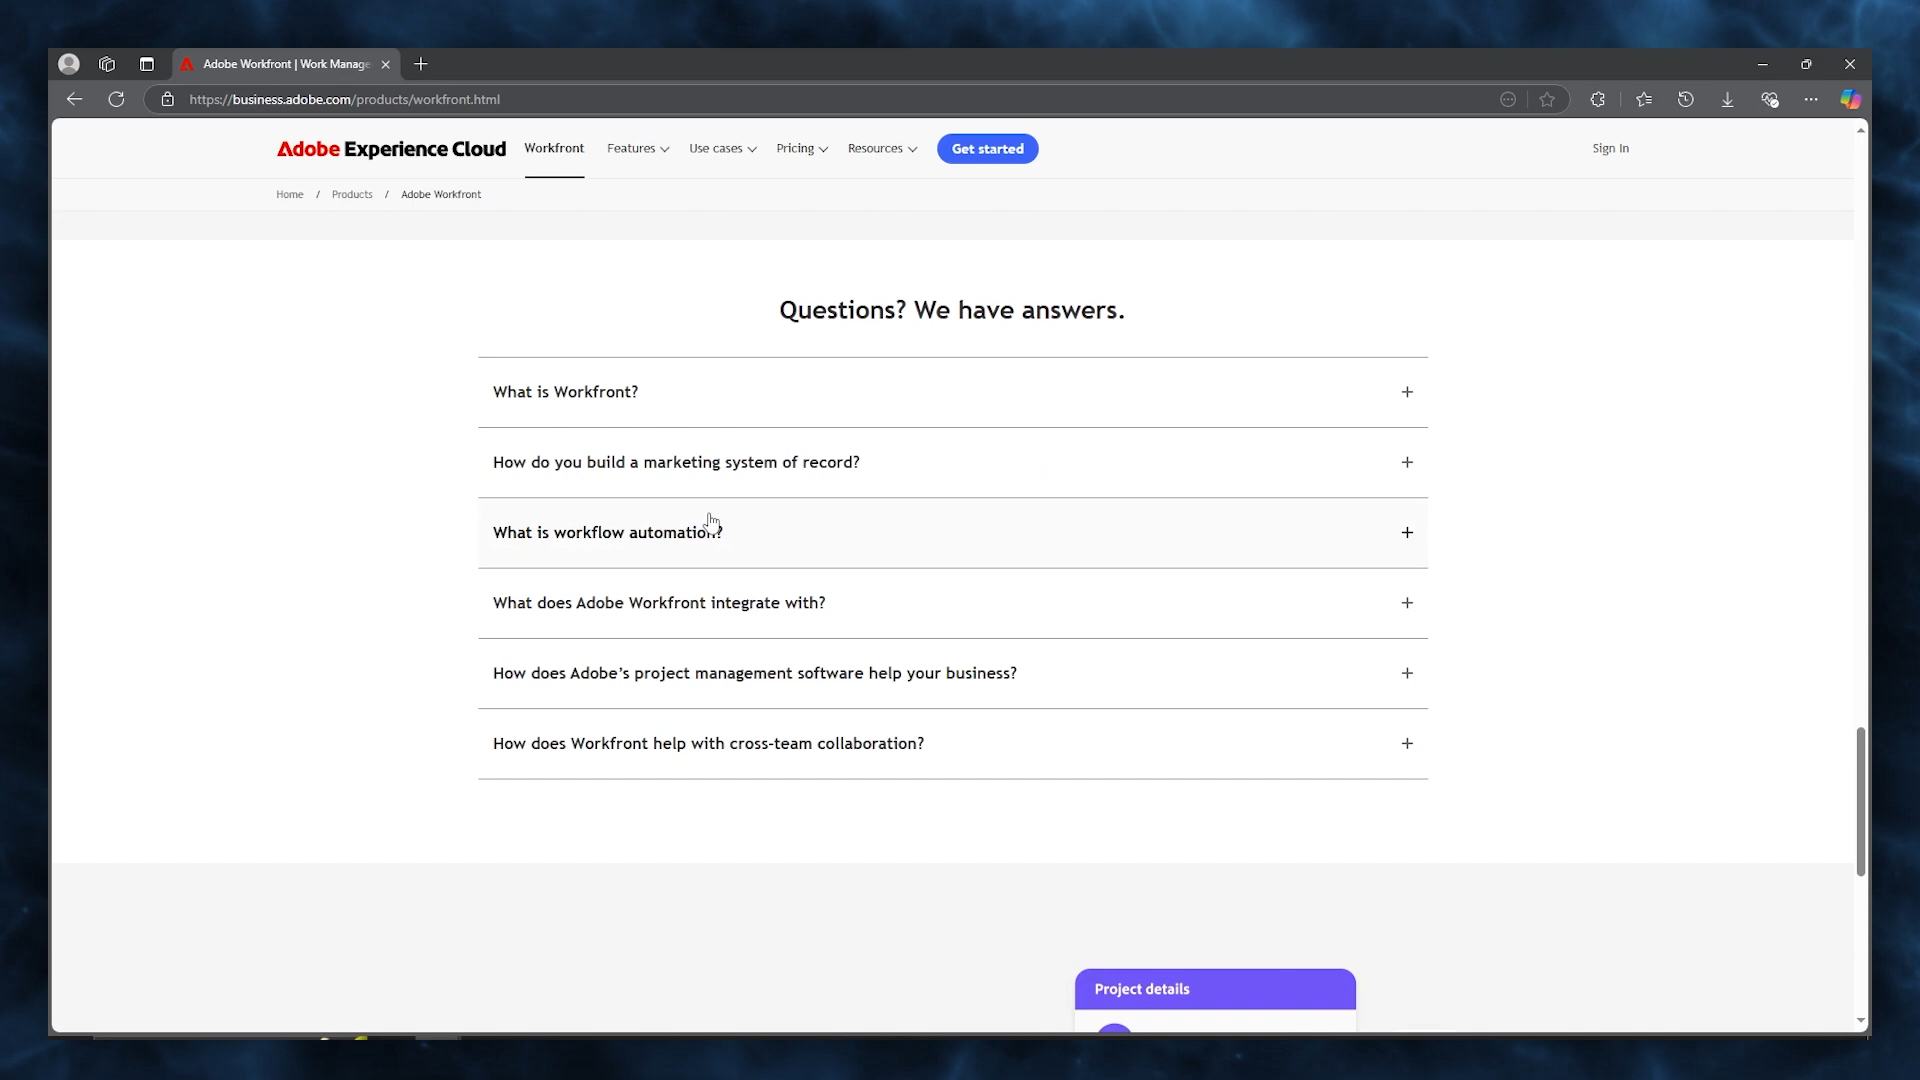 Adobe Workfront | Work Manage
https://business.adobe.com/products/workfront.html
Adobe Experience Cloud Workfront Features Use cases Pricing Resources Get started Sign In
Home / Products / Adobe Workfront
Questions? We have answers.
What is Workfront?
How do you build a marketing system of record?
What is workflow automation?
What does Adobe Workfront integrate with?
How does Adobe’s project management software help your business?
How does Workfront help with cross-team collaboration?
Project details